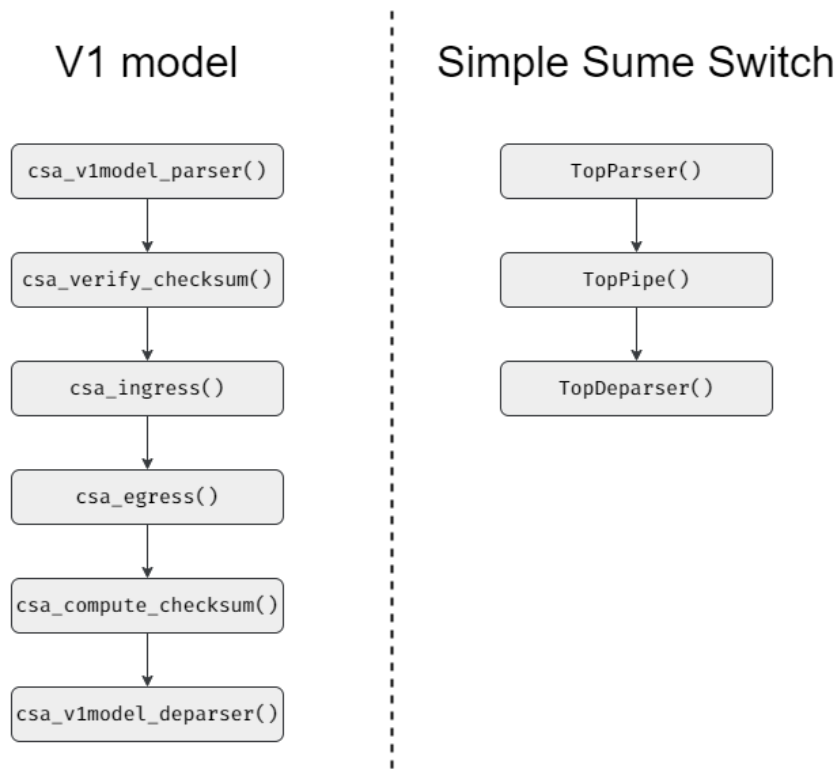 V1 model
csa_v1model_parser()
csa_verify_checksum()
csa_ingress()
csa_egress()
csa_compute_checksum()
csa_v1model_deparser()
Simple Sume Switch
TopParser()
TopPipe()
TopDeparser()